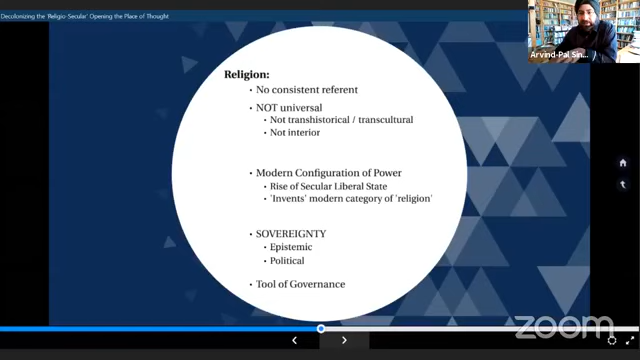 Decolonizing the 'Religio-Secular' Opening the Place of Thought
Arvind-Pal Sin...
Religion:
• No consistent referent
• NOT universal
• Not transhistorical / transcultural
• Not interior
• Modern Configuration of Power
• Rise of Secular Liberal State
• 'Invents' modern category of 'religion'
• SOVEREIGNTY
• Epistemic
• Political
• Tool of Governance
zoom